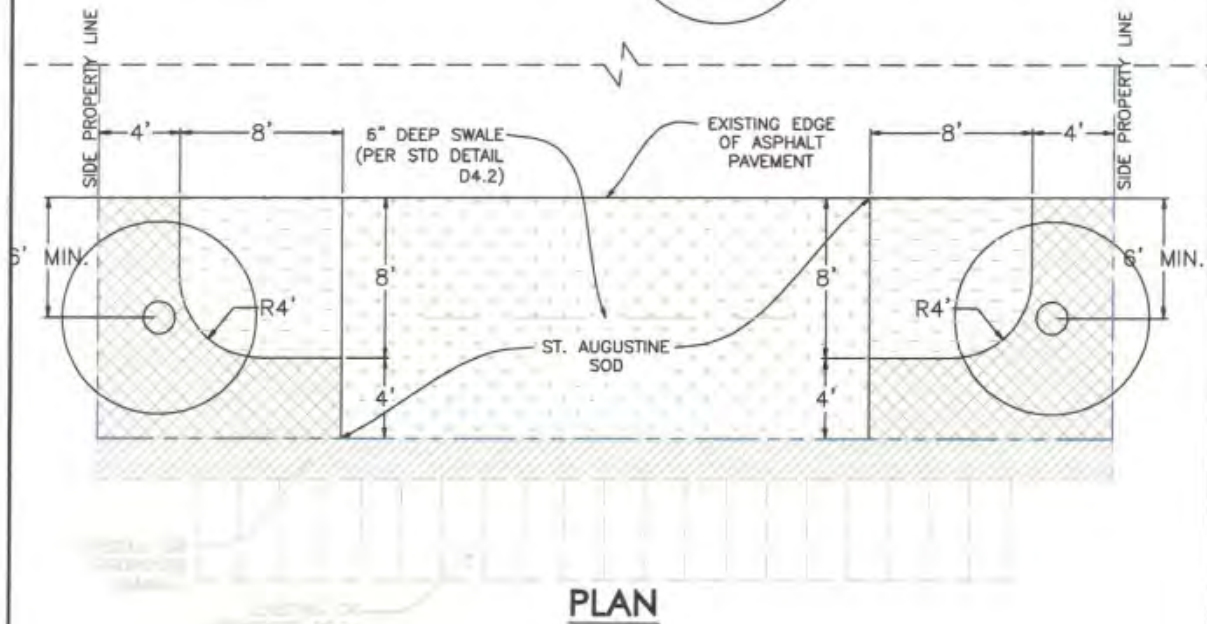 SIDE PROPERTY LINE
SIDE PROPERTY LINE
4'
8'
6" DEEP SWALE
(PER STD DETAIL
D4.2)
EXISTING EDGE
OF ASPHALT
PAVEMENT
8'
4'
6' MIN.
R4'
8'
4'
ST. AUGUSTINE
SOD
8'
4'
R4'
6' MIN.
PLAN